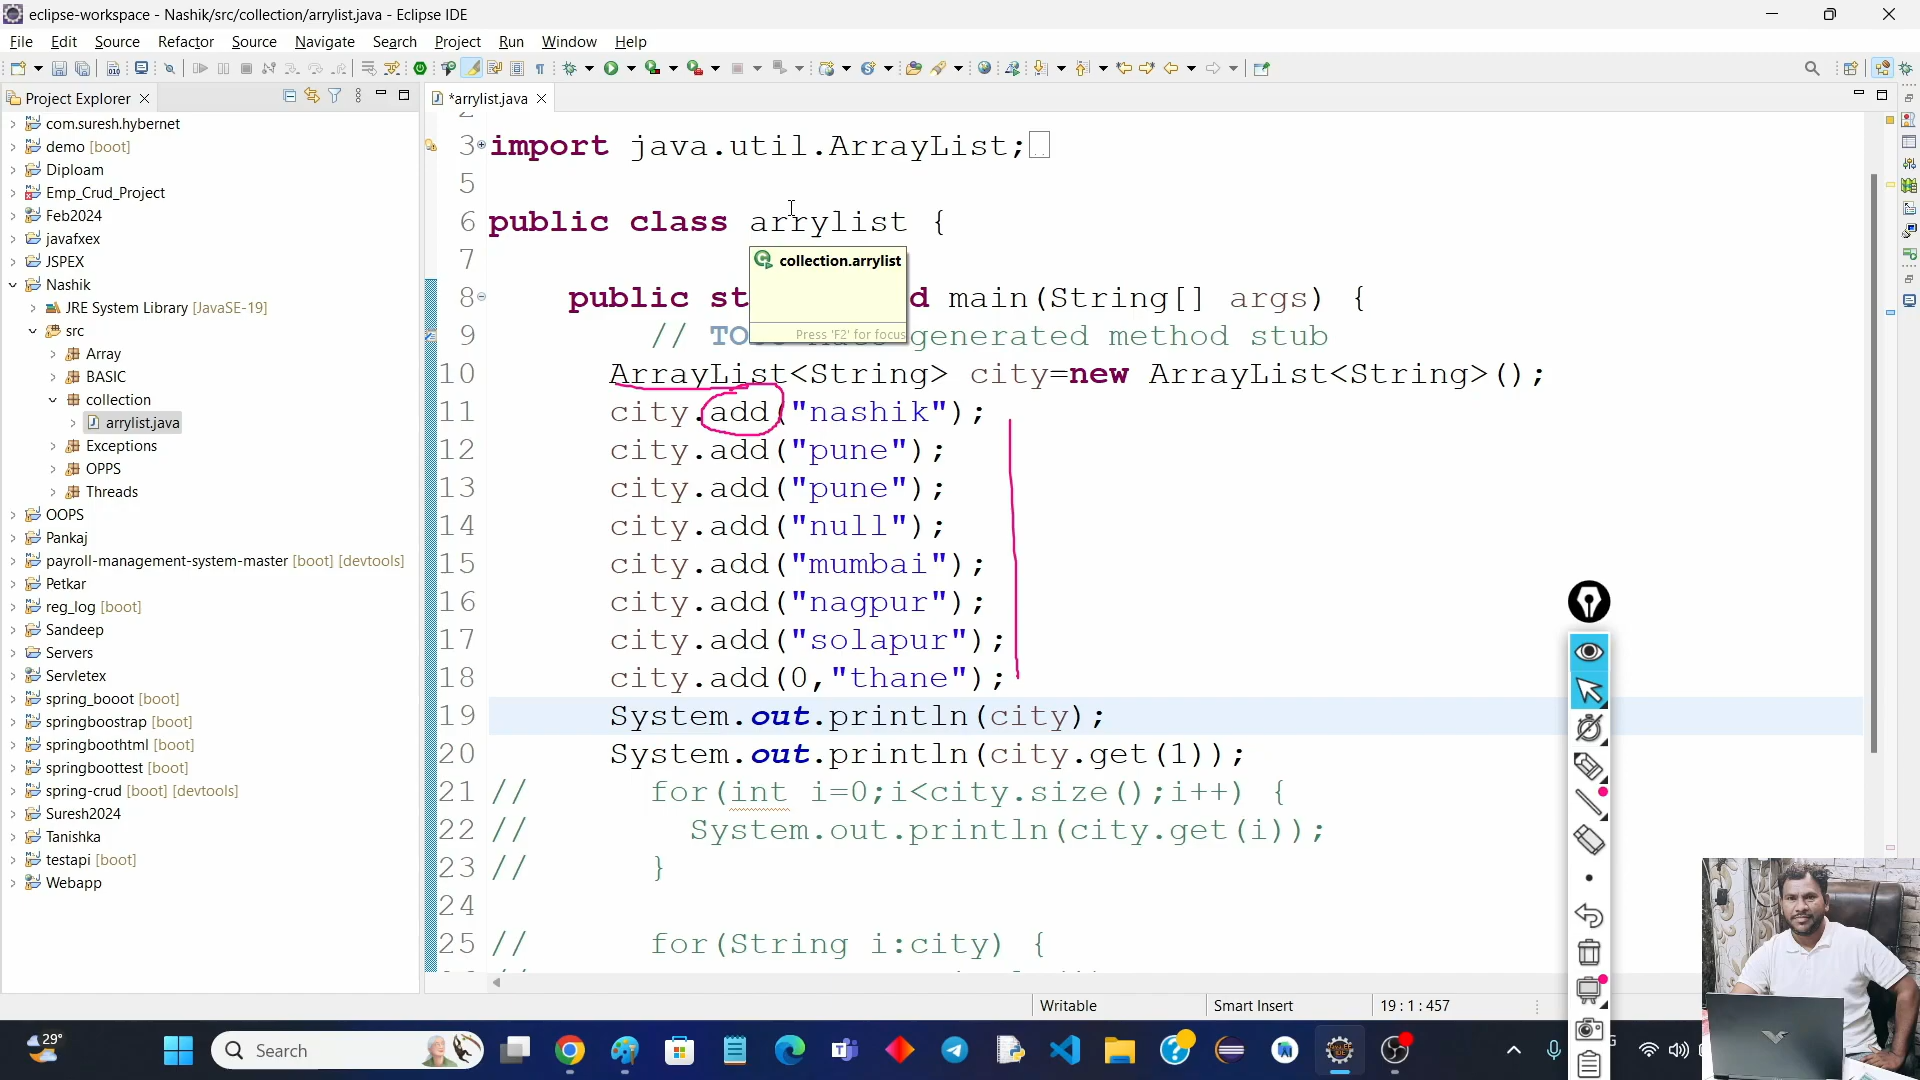 eclipse-workspace - Nashik/src/collection/arrylist.java - Eclipse IDE
File Edit Source Refactor Source Navigate Search Project Run Window Help
Project Explorer
com.suresh.hybernet
demo [boot]
Diploam
Emp_Crud_Project
Feb2024
javafxex
JSPEX
Nashik
JRE System Library [JavaSE-19]
src
Array
BASIC
collection
arrylist.java
Exceptions
OPPS
Threads
OOPS
Pankaj
payroll-management-system-master [boot] [devtools]
Petkar
reg_log [boot]
Sandeep
Servers
Servletex
spring_booot [boot]
springboostrap [boot]
springboothtml [boot]
springboottest [boot]
spring-crud [boot] [devtools]
Suresh2024
Tanishka
testapi [boot]
Webapp
*arrylist.java
3 import java.util.ArrayList;
5
6 public class arrylist {
7
collection.arrylist
Press 'F2' for focus
8 public st d main(String[] args) {
9 // TO generated method stub
10 ArrayList<String> city=new ArrayList<String>();
11 city.add("nashik");
12 city.add("pune");
13 city.add("pune");
14 city.add("null");
15 city.add("mumbai");
16 city.add("nagpur");
17 city.add("solapur");
18 city.add(0,"thane");
19 System.out.println(city);
20 System.out.println(city.get(1));
21 // for(int i=0;i<city.size();i++) {
22 // System.out.println(city.get(i));
23 // }
24
25 // for(String i:city) {
Writable Smart Insert 19 : 1 : 457
29° Search